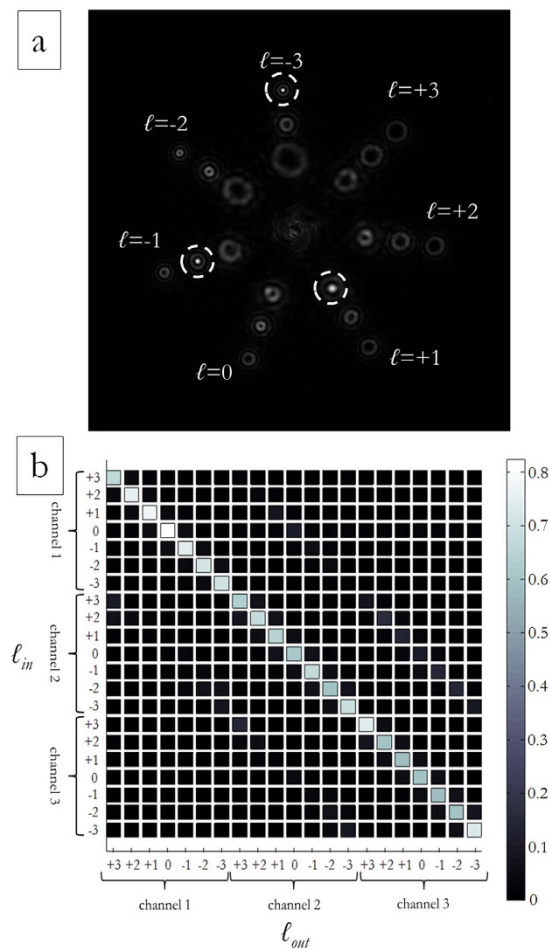 a
ℓ=-3
ℓ=+3
ℓ=-2
ℓ=+2
ℓ=-1
ℓ=0
ℓ=+1
b
0.8
0.7
0.6
0.5
0.4
0.3
0.2
0.1
0
ℓin
channel 1
+3
+2
+1
0
-1
-2
-3
channel 2
+3
+2
+1
0
-1
-2
-3
channel 3
+3
+2
+1
0
-1
-2
-3
+3 +2 +1 0 -1 -2 -3 +3 +2 +1 0 -1 -2 -3 +3 +2 +1 0 -1 -2 -3
channel 1 channel 2 channel 3
ℓout